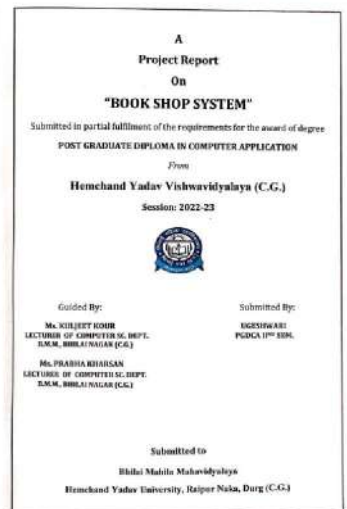 A
Project Report
On
“BOOK SHOP SYSTEM”
Submitted in partial fulfilment of the requirements for the award of degree
POST GRADUATE DIPLOMA IN COMPUTER APPLICATION
From
Hemchand Yadav Vishwavidyalaya (C.G.)
Session: 2022-23
Guided By:
Submitted By:
Ms. KULJEET KOUR
LECTURER OF COMPUTER SC. DEPT.
B.M.M., BHILAI NAGAR (C.G.)
UGESHWARI
PGDCA IIND SEM.
Ms. PRABHA KHARSAN
LECTURER OF COMPUTER SC. DEPT.
B.M.M., BHILAI NAGAR (C.G.)
Submitted to
Bhilai Mahila Mahavidyalaya
Hemchand Yadav University, Raipur Naka, Durg (C.G.)